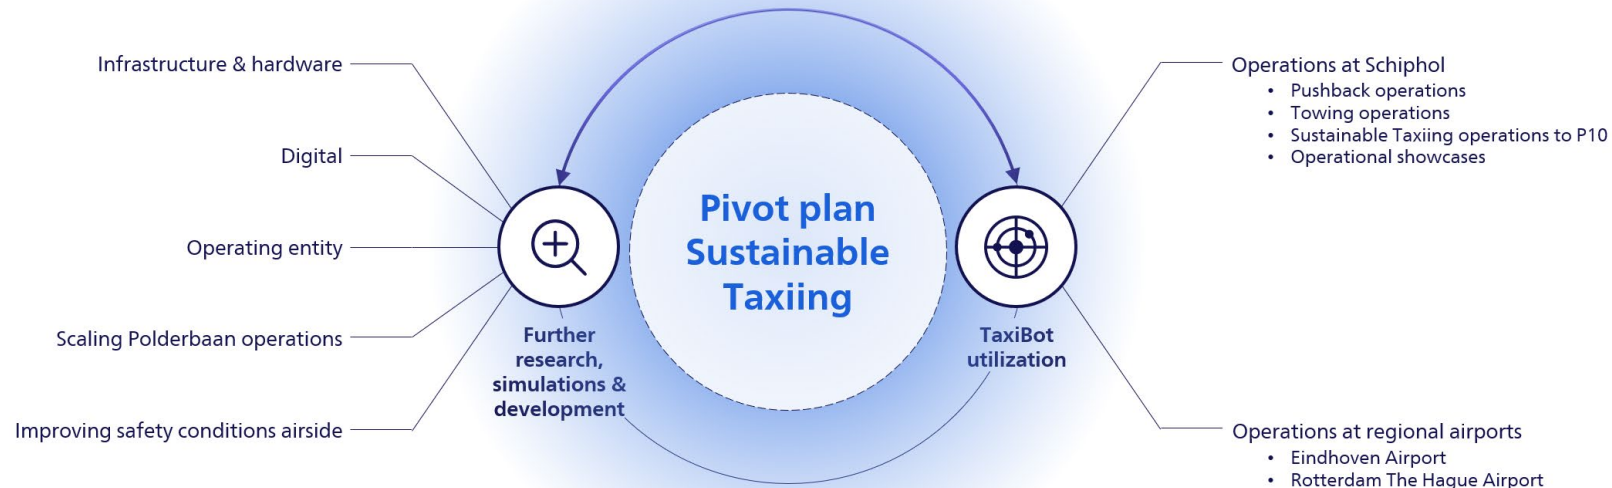 Infrastructure & hardware
Digital
Operating entity
Scaling Polderbaan operations
Improving safety conditions airside
Further
research,
simulations &
development
Pivot plan
Sustainable
Taxiing
TaxiBot
utilization
Operations at Schiphol
• Pushback operations
• Towing operations
• Sustainable Taxiing operations to P10
• Operational showcases
Operations at regional airports
• Eindhoven Airport
• Rotterdam The Hague Airport